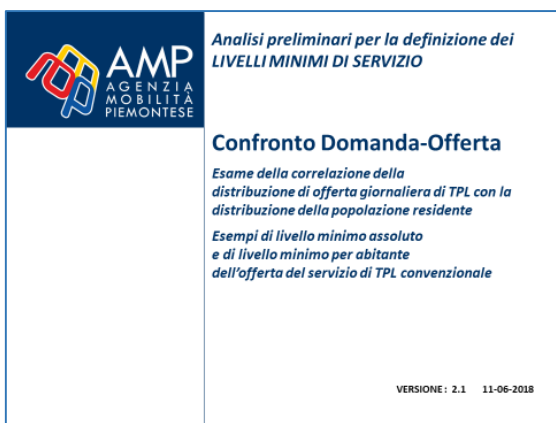 AMP
AGENZIA
MOBILITÀ
PIEMONTESE
Analisi preliminari per la definizione dei
LIVELLI MINIMI DI SERVIZIO
Confronto Domanda-Offerta
Esame della correlazione della
distribuzione di offerta giornaliera di TPL con la
distribuzione della popolazione residente
Esempi di livello minimo assoluto
e di livello minimo per abitante
dell'offerta del servizio di TPL convenzionale
VERSIONE: 2.1 11-06-2018